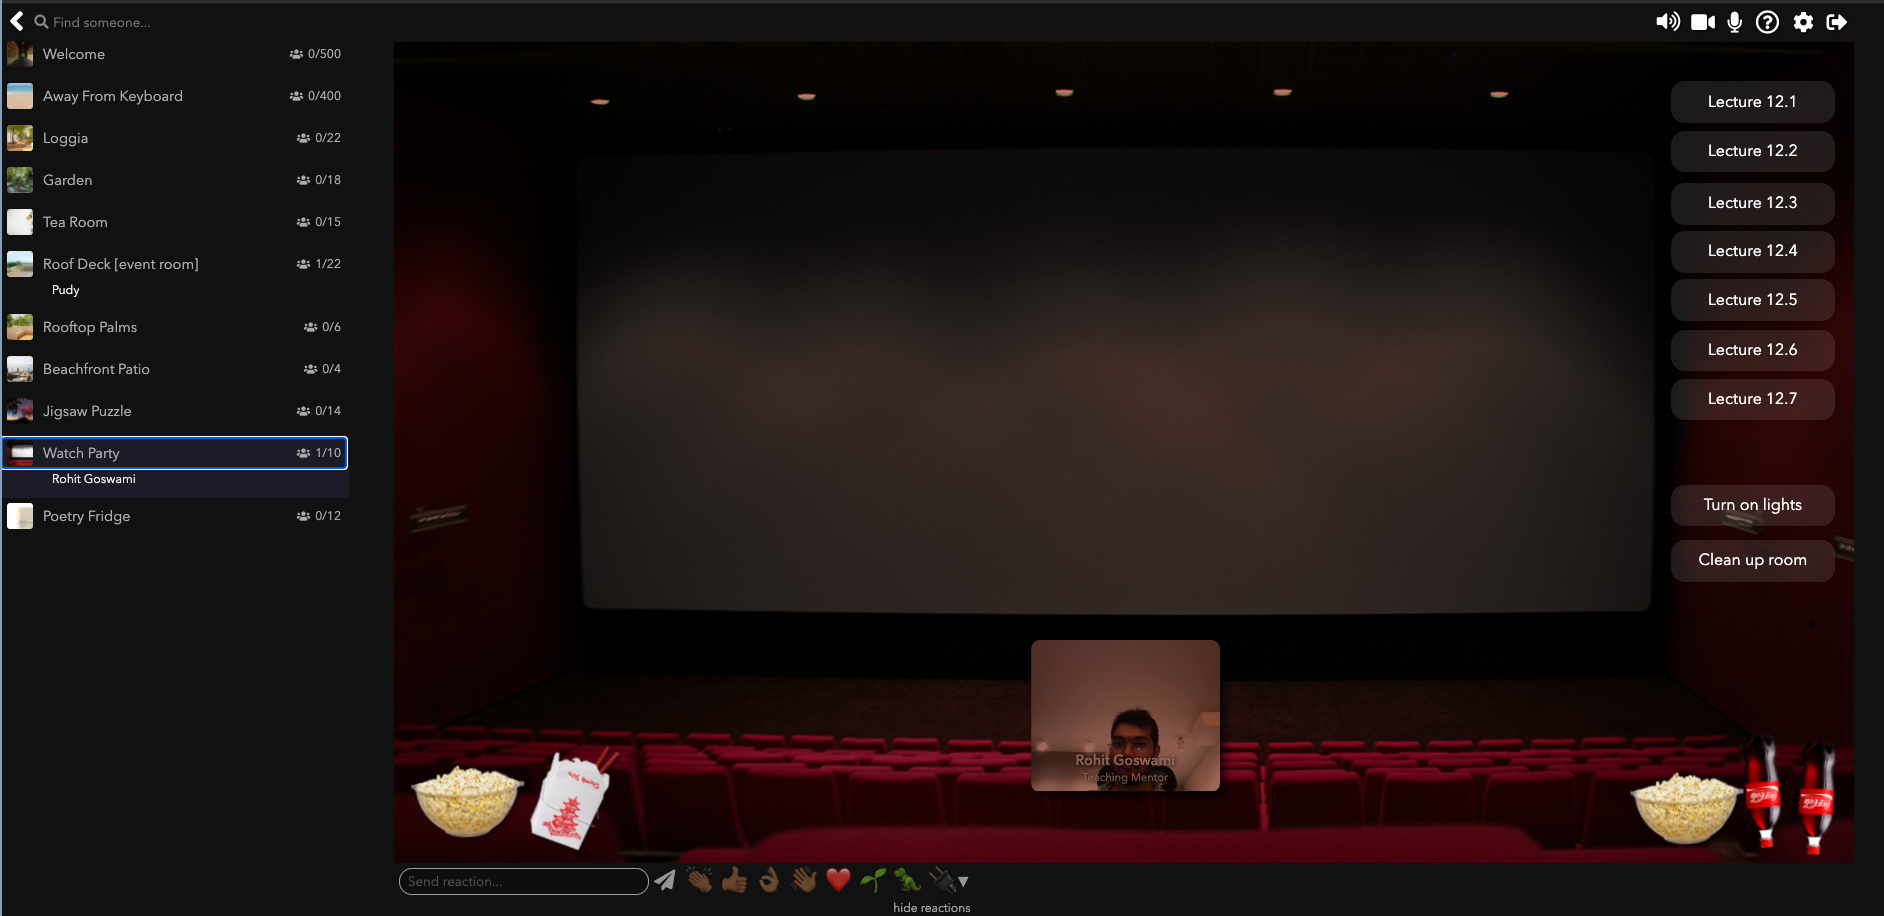 Find someone...
Welcome 0/500
Away From Keyboard 0/400
Loggia 0/22
Garden 0/18
Tea Room 0/15
Roof Deck [event room] 1/22
Pudy
Rooftop Palms 0/6
Beachfront Patio 0/4
Jigsaw Puzzle 0/14
Watch Party 1/10
Rohit Goswami
Poetry Fridge 0/12
Lecture 12.1
Lecture 12.2
Lecture 12.3
Lecture 12.4
Lecture 12.5
Lecture 12.6
Lecture 12.7
Turn on lights
Clean up room
Rohit Goswami
Teaching Mentor
Send reaction...
hide reactions